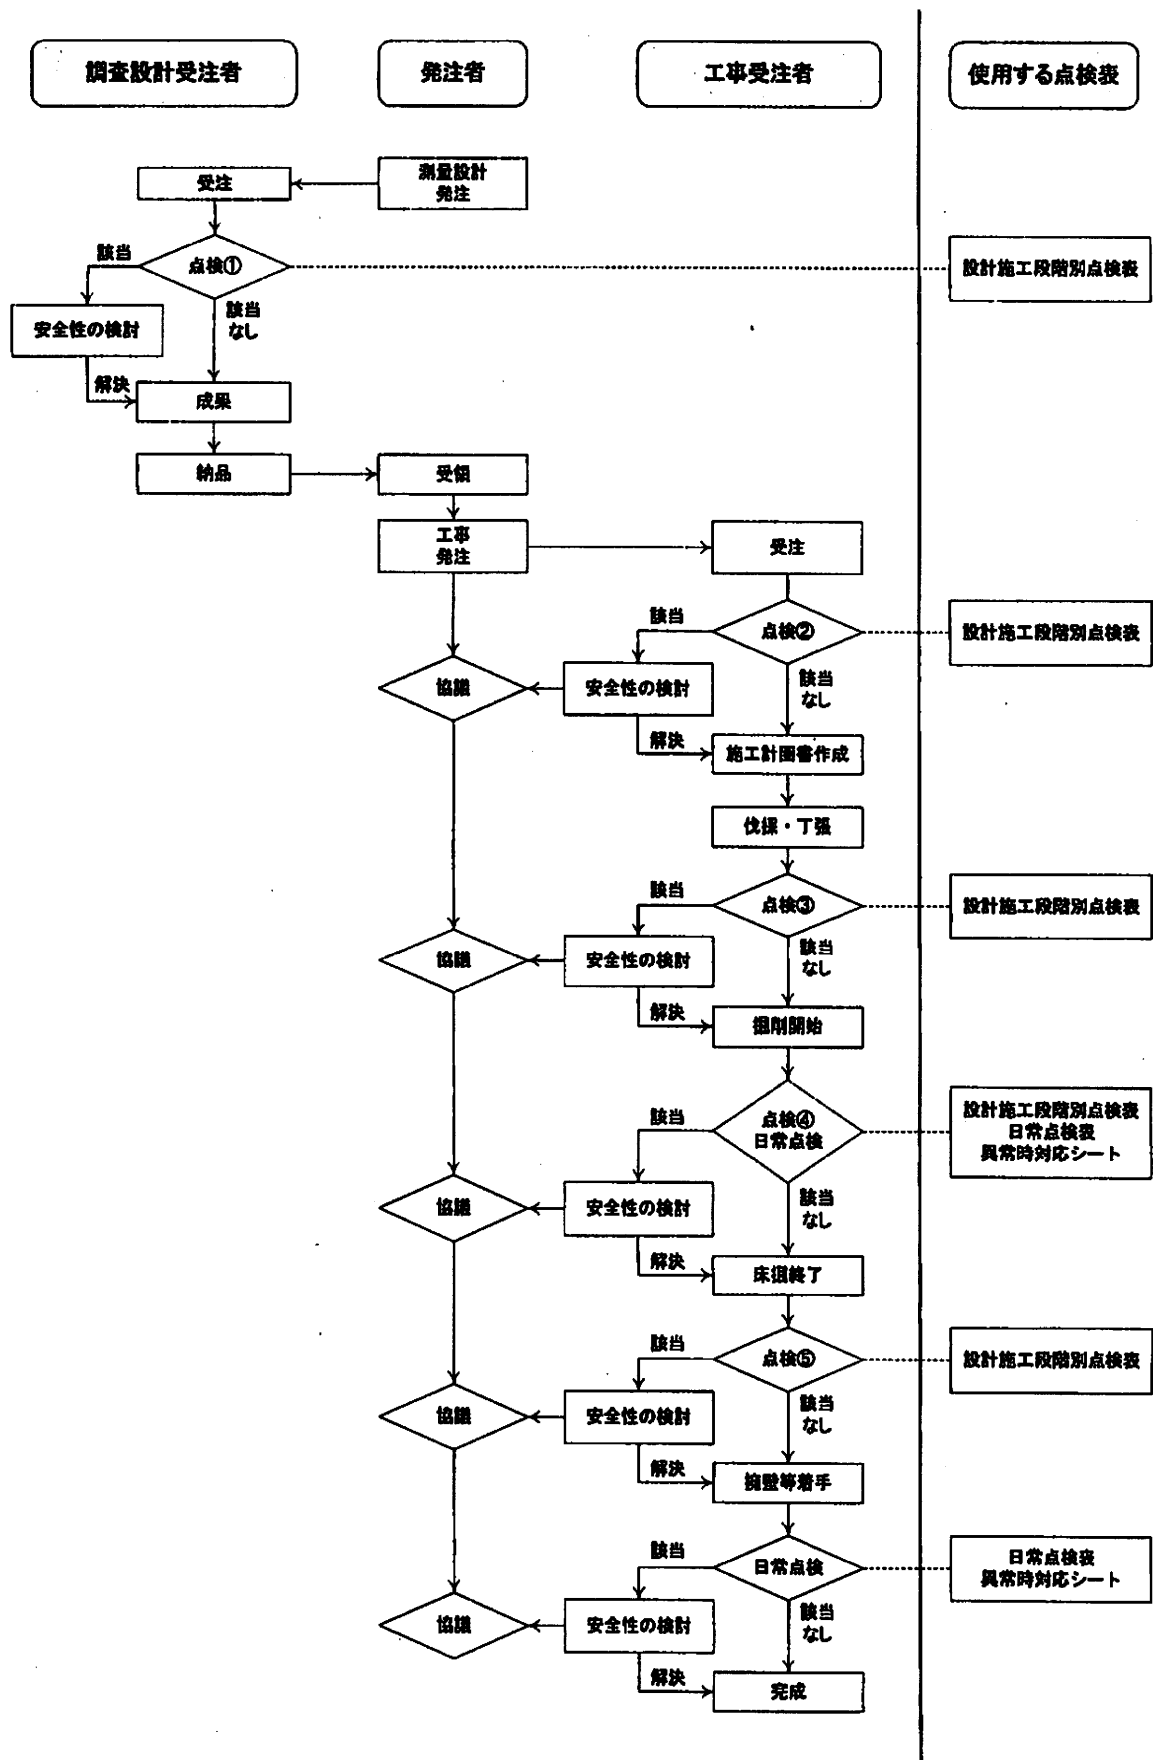 調査設計受注者
発注者
工事受注者
使用する点検表
受注
測量設計
発注
該当
点検①
設計施工段階別点検表
該当
なし
安全性の検討
解決
成果
納品
受領
工事
発注
受注
該当
点検②
設計施工段階別点検表
協議
安全性の検討
該当
なし
解決
施工計画書作成
伐採・丁張
該当
点検③
設計施工段階別点検表
協議
安全性の検討
該当
なし
解決
掘削開始
該当
点検④
日常点検
設計施工段階別点検表
日常点検表
異常時対応シート
協議
安全性の検討
該当
なし
解決
床掘終了
該当
点検⑤
設計施工段階別点検表
協議
安全性の検討
該当
なし
解決
擁壁等着手
該当
日常点検
日常点検表
異常時対応シート
協議
安全性の検討
該当
なし
解決
完成